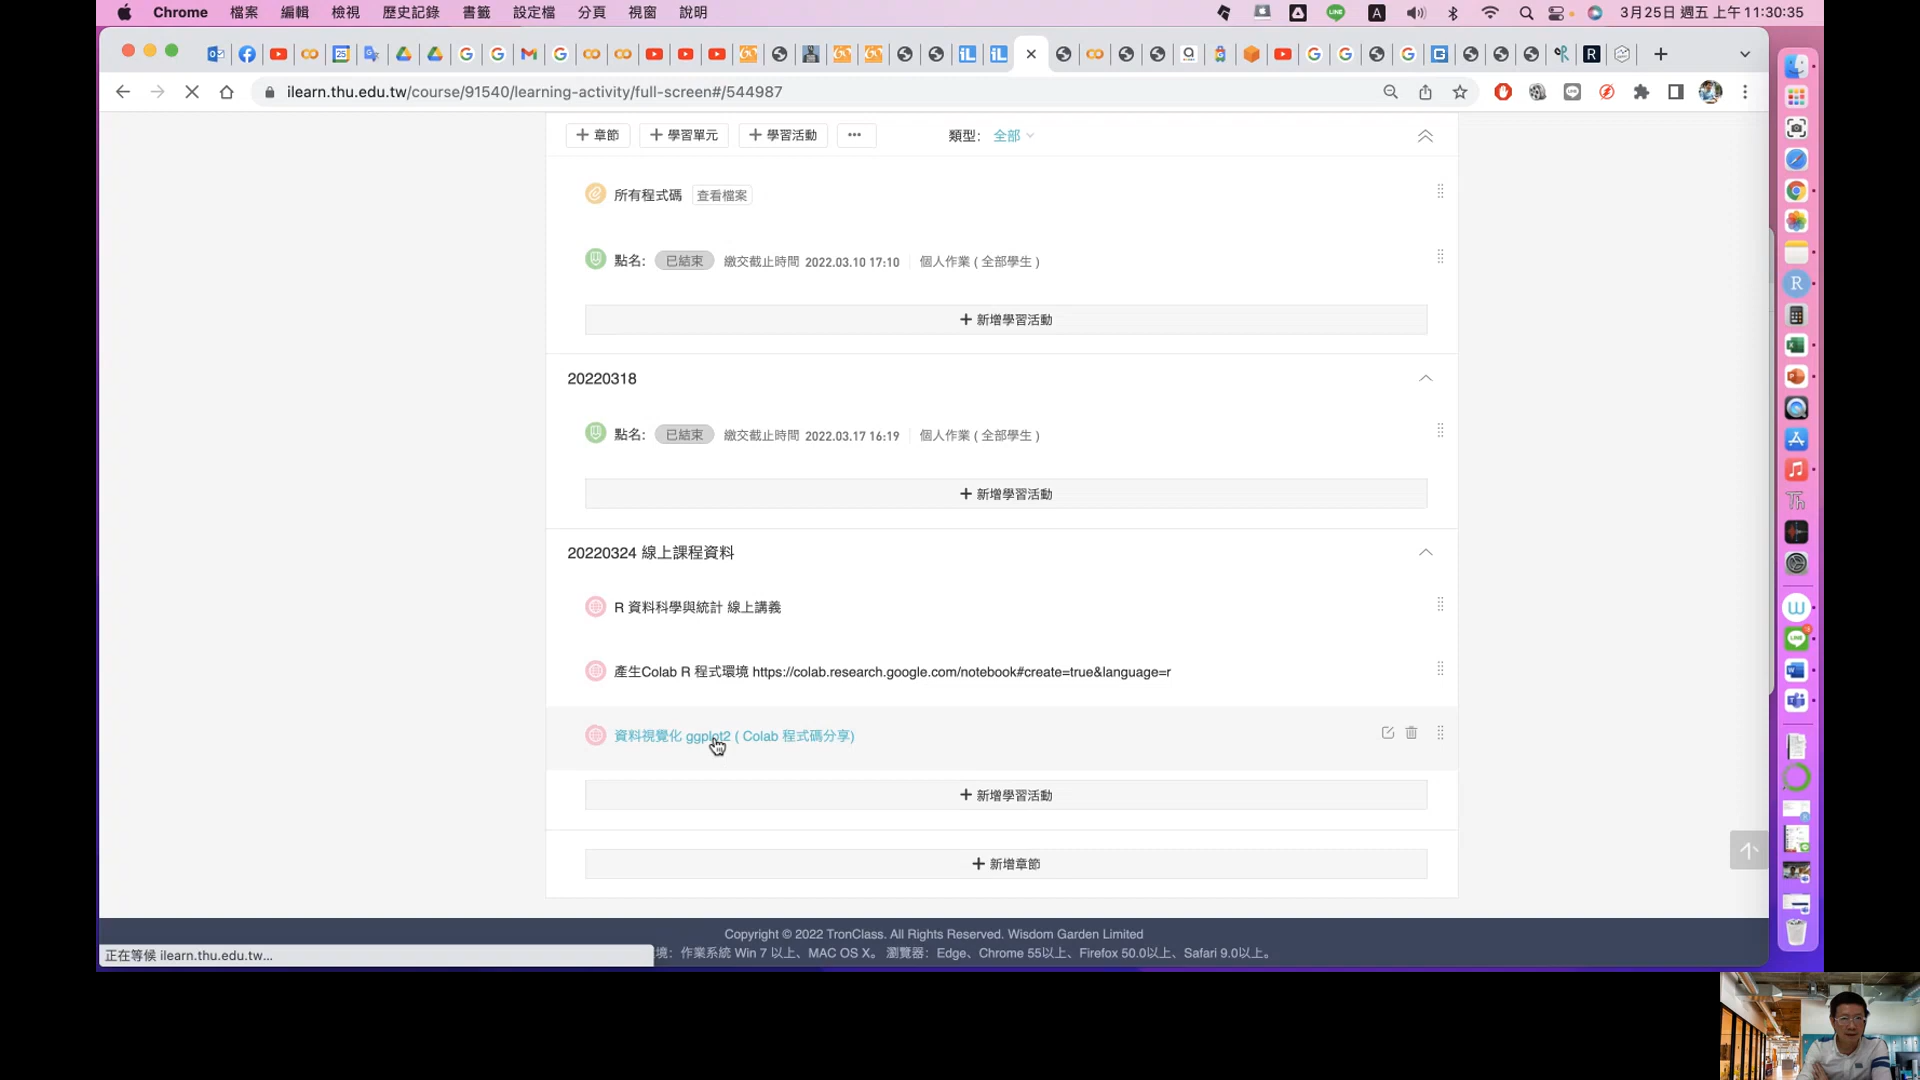 Chrome 檔案 編輯 檢視 歷史記錄 書籤 設定檔 分頁 視窗 說明 3月25日 週五 上午11:30:35
ilearn.thu.edu.tw/course/91540/learning-activity/full-screen#/544987
+ 章節 + 學習單元 + 學習活動 ••• 類型: 全部
所有程式碼 查看檔案
點名: 已結束 繳交截止時間 2022.03.10 17:10 個人作業 ( 全部學生 )
+ 新增學習活動
20220318
點名: 已結束 繳交截止時間 2022.03.17 16:19 個人作業 ( 全部學生 )
+ 新增學習活動
20220324 線上課程資料
R 資料科學與統計 線上講義
產生Colab R 程式環境 https://colab.research.google.com/notebook#create=true&language=r
資料視覺化 ggplot2 ( Colab 程式碼分享)
+ 新增學習活動
+ 新增章節
Copyright © 2022 TronClass. All Rights Reserved. Wisdom Garden Limited
正在等候 ilearn.thu.edu.tw...
境: 作業系統 Win 7 以上、MAC OS X。 瀏覽器: Edge、Chrome 55以上、Firefox 50.0以上、Safari 9.0以上。